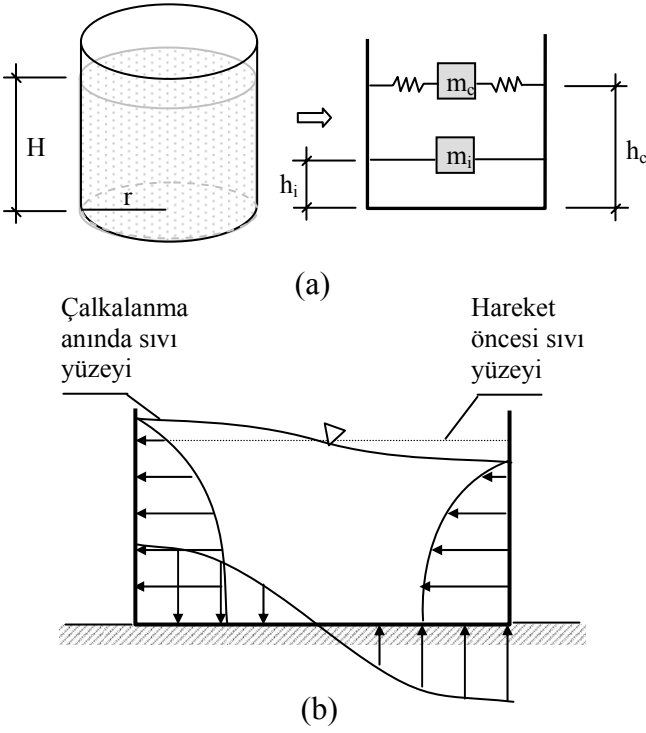 H
r
m_c
m_i
h_i
h_c
(a)
Çalkalanma
anında sıvı
yüzeyi
Hareket
öncesi sıvı
yüzeyi
(b)